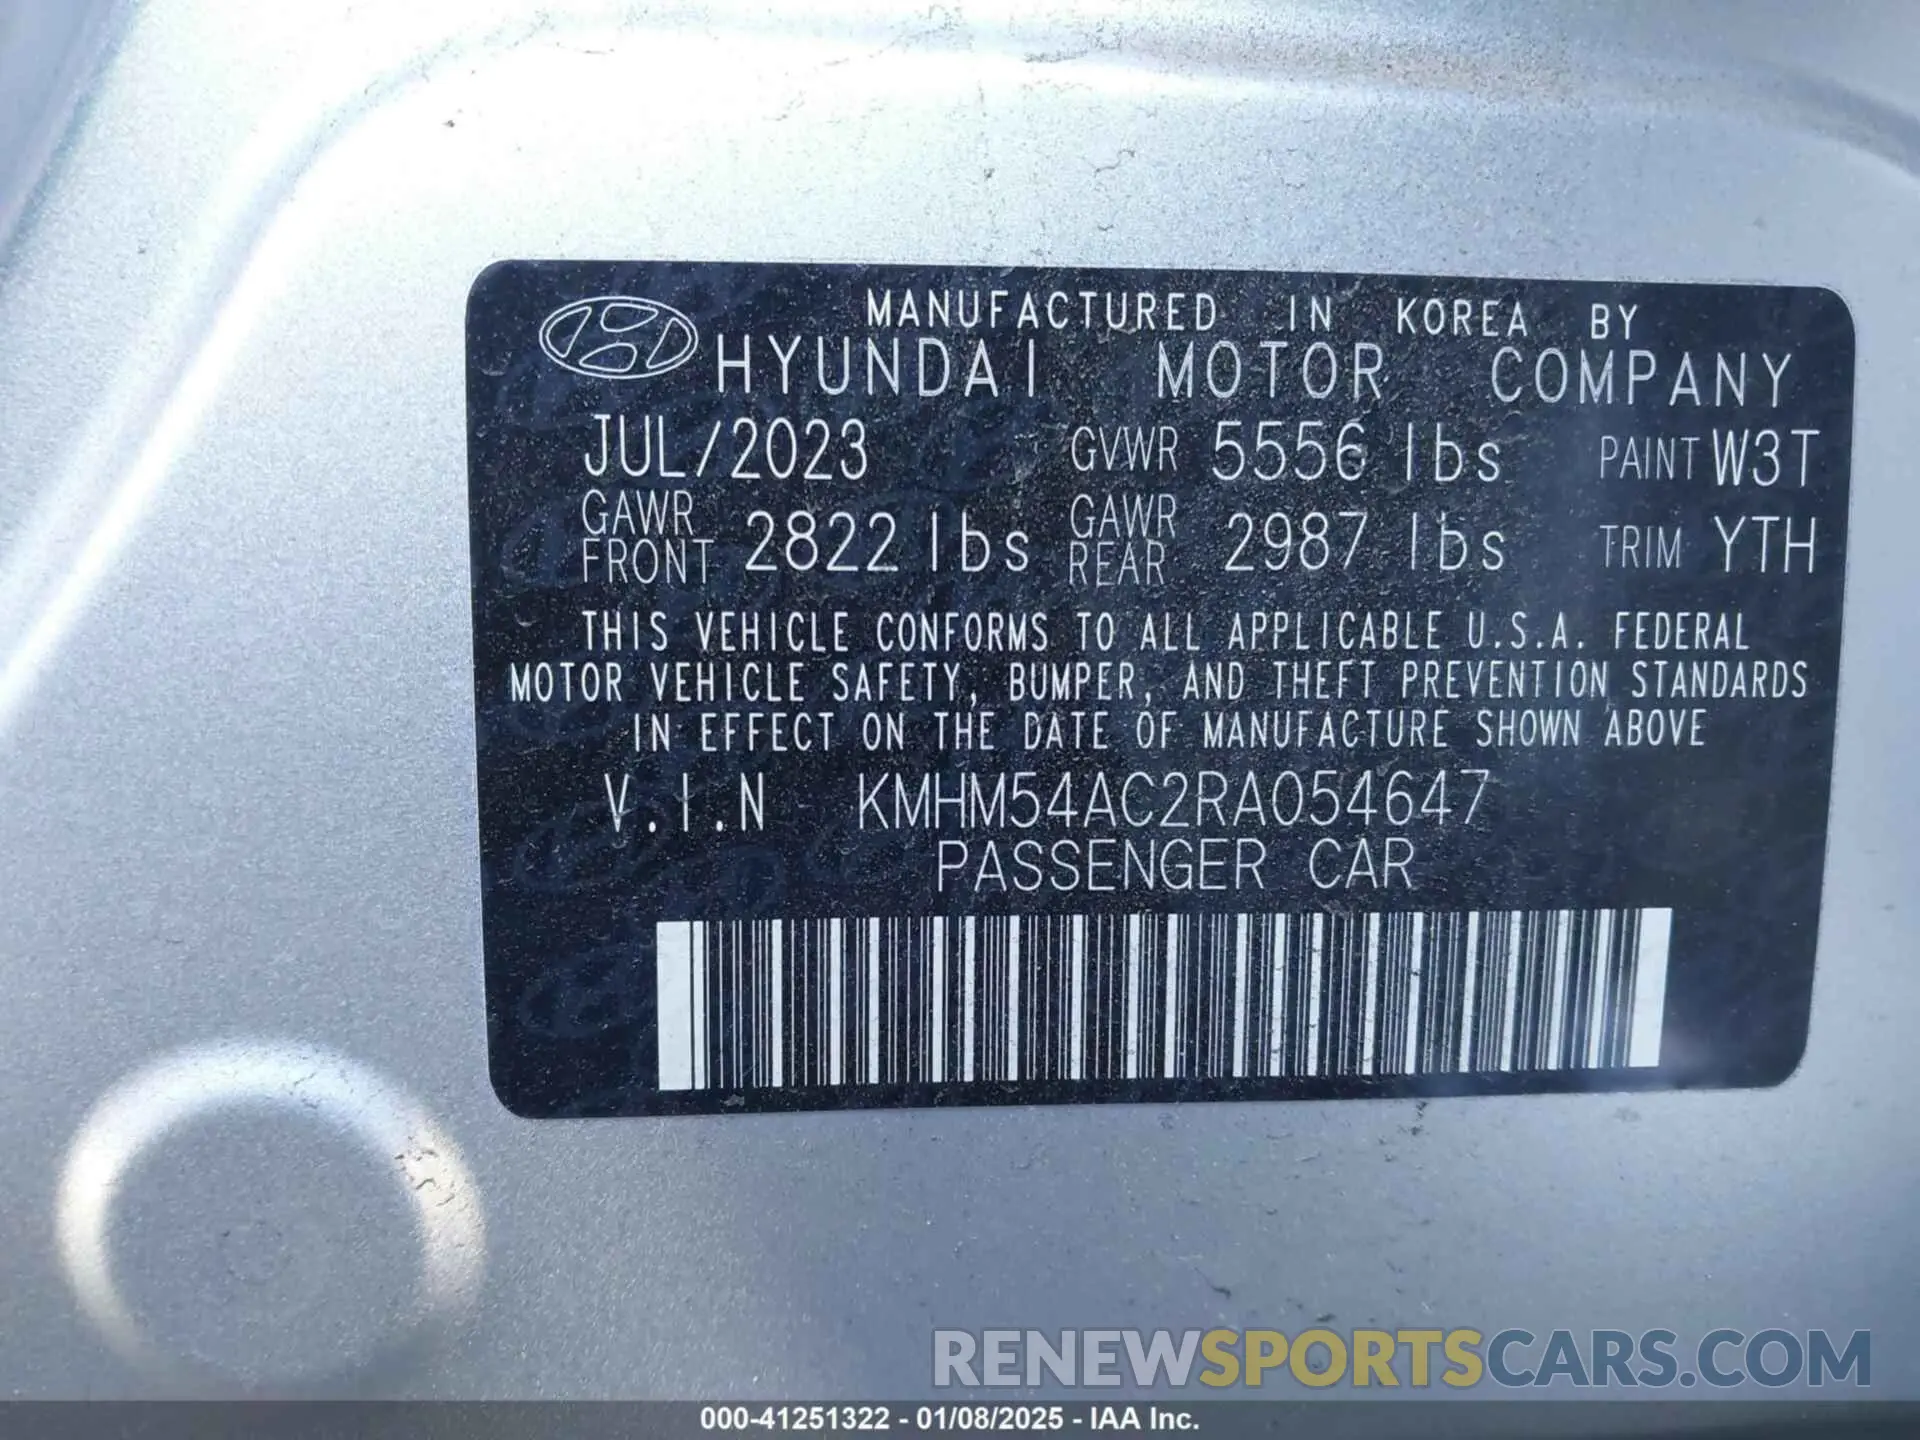 MANUFACTURED IN KOREA BY
HYUNDAI MOTOR COMPANY
JUL/2023 GVWR 5556 lbs PAINT W3T
GAWR FRONT 2822 lbs GAWR REAR 2987 lbs TRIM YTH
THIS VEHICLE CONFORMS TO ALL APPLICABLE U.S.A. FEDERAL
MOTOR VEHICLE SAFETY, BUMPER, AND THEFT PREVENTION STANDARDS
IN EFFECT ON THE DATE OF MANUFACTURE SHOWN ABOVE
V.I.N KMHM54AC2RA054647
PASSENGER CAR
RENEWSPORTSCARS.COM
000-41251322 - 01/08/2025 - IAA Inc.